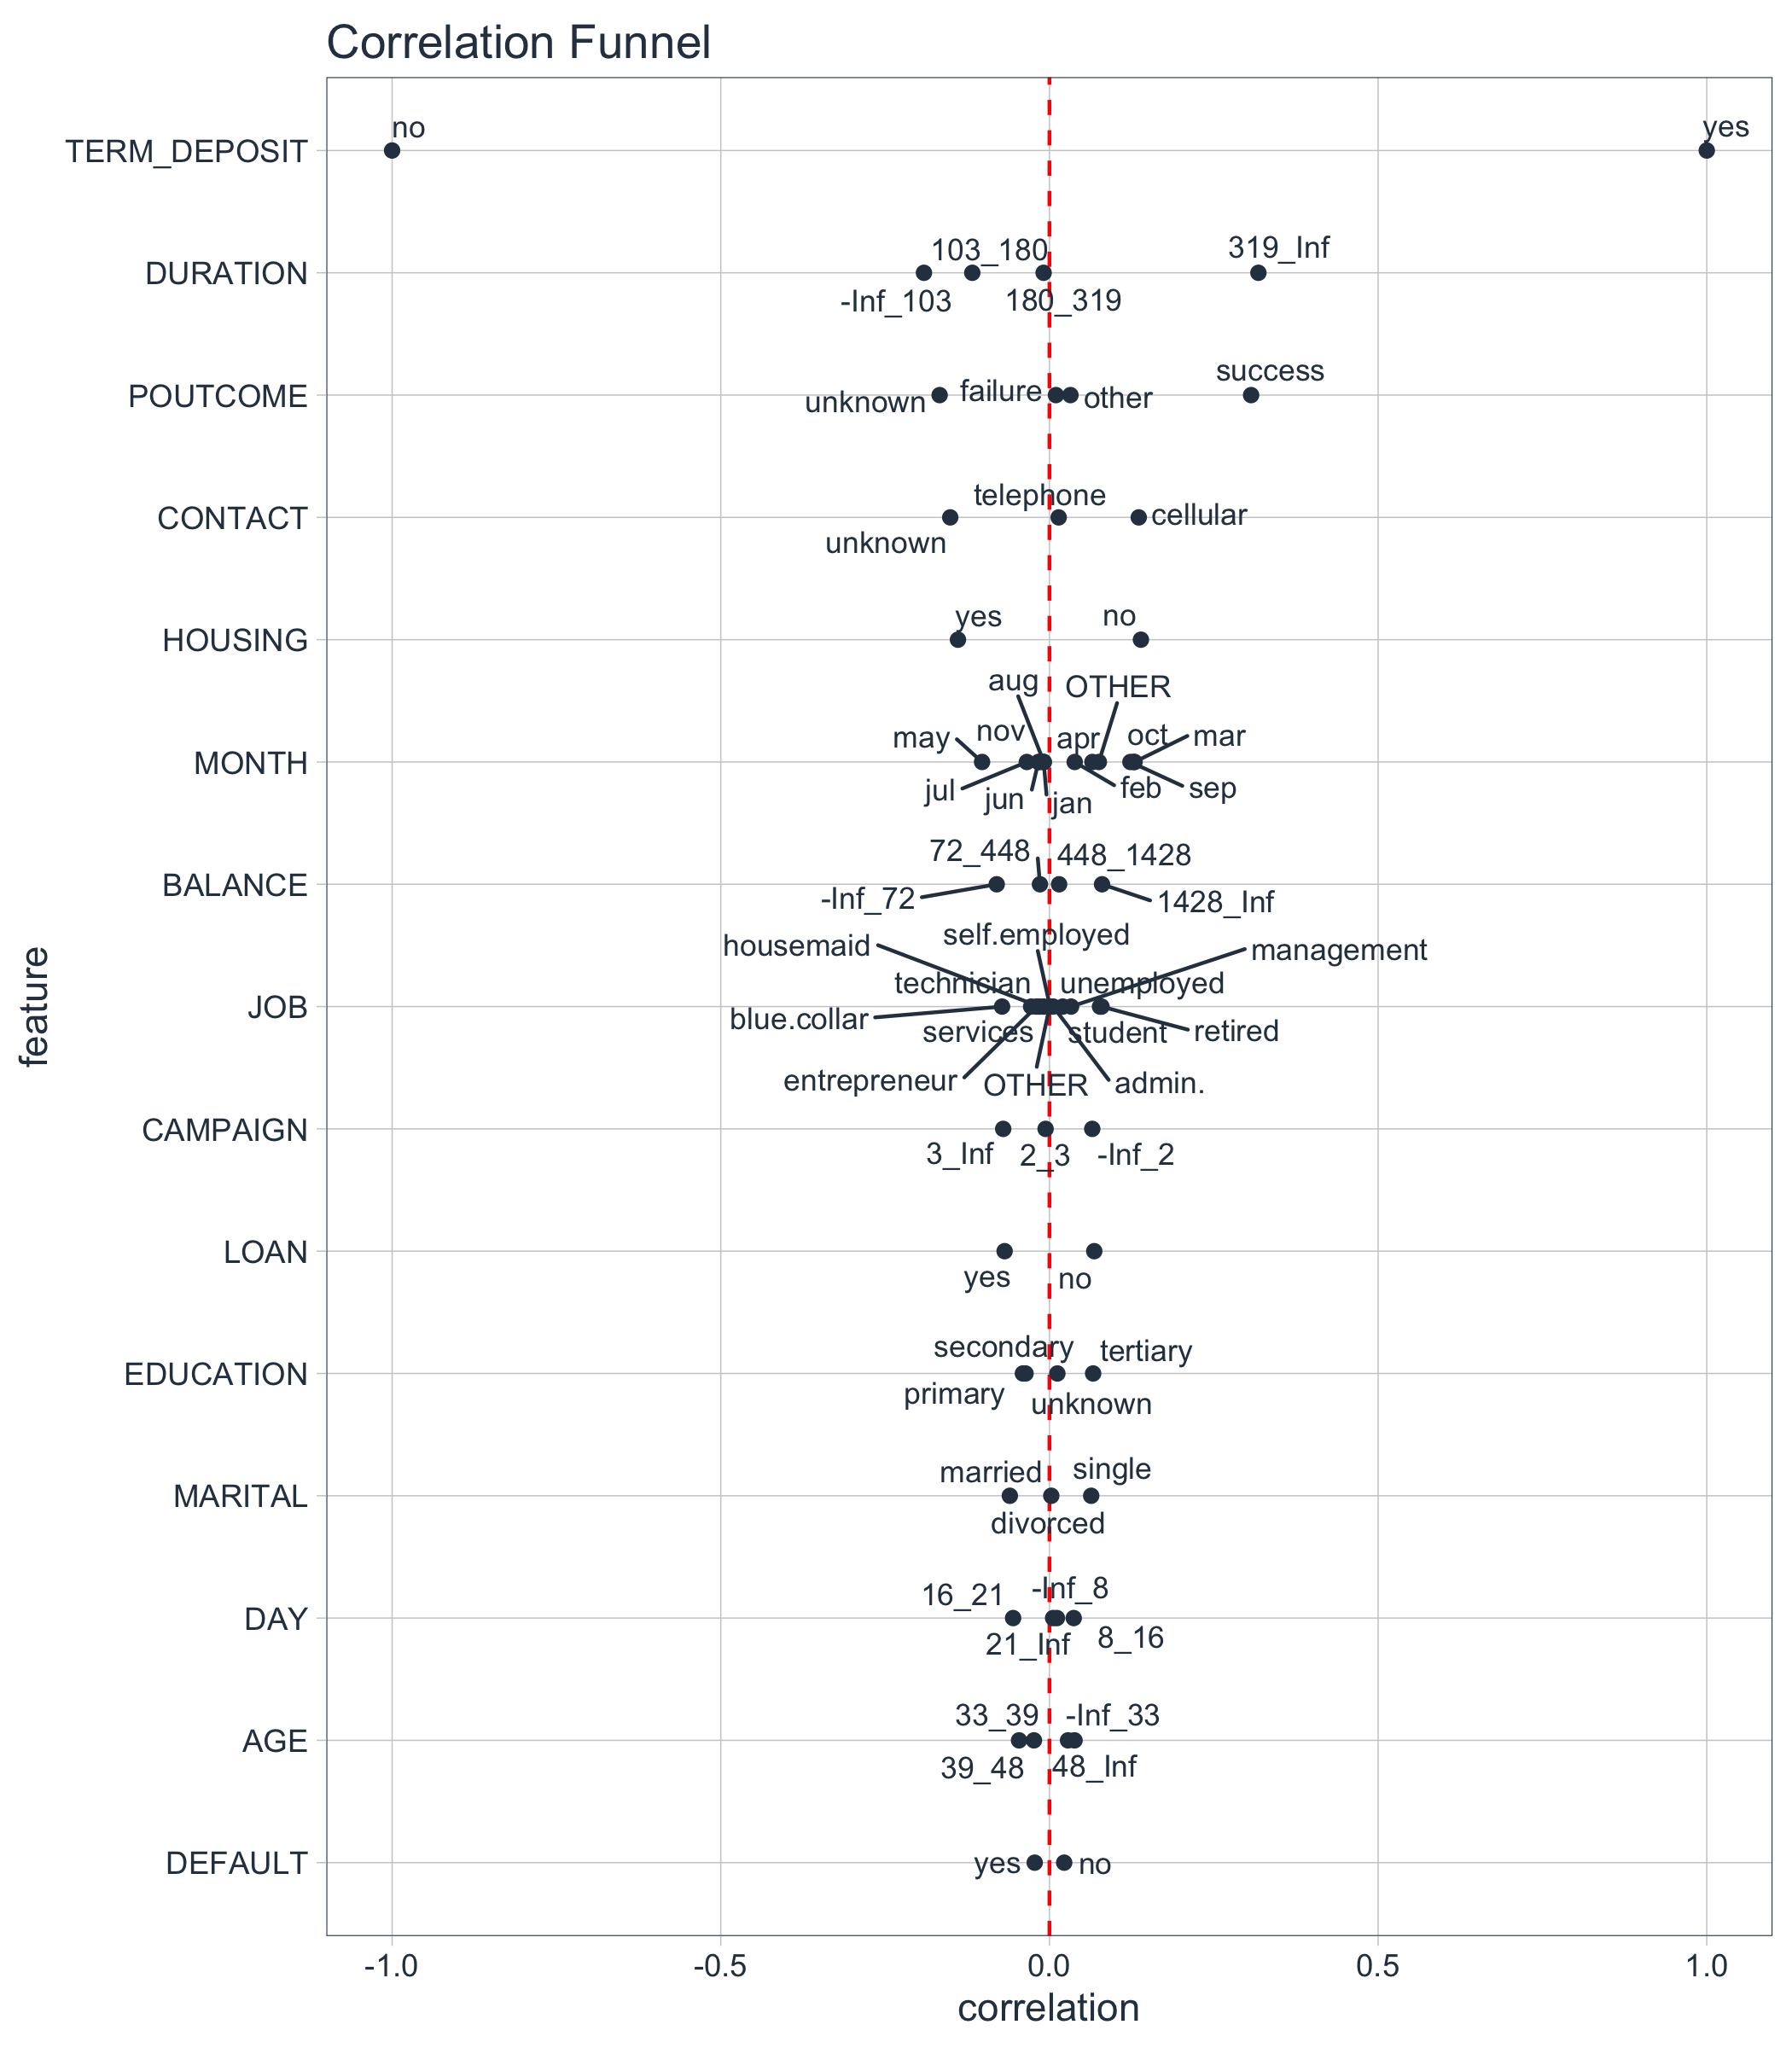 Correlation Funnel
TERM_DEPOSIT
no
yes
DURATION
103_180
319_Inf
-Inf_103
180_319
POUTCOME
success
unknown
failure
other
CONTACT
telephone
cellular
unknown
HOUSING
yes
no
MONTH
aug
OTHER
may
nov
apr
oct
mar
jul
jun
jan
feb
sep
BALANCE
72_448
448_1428
-Inf_72
1428_Inf
JOB
housemaid
self.employed
management
technician
unemployed
blue.collar
services
student
retired
entrepreneur
OTHER
admin.
CAMPAIGN
3_Inf
2_3
-Inf_2
LOAN
yes
no
EDUCATION
secondary
tertiary
primary
unknown
MARITAL
married
single
divorced
DAY
16_21
-Inf_8
21_Inf
8_16
AGE
33_39
-Inf_33
39_48
48_Inf
DEFAULT
yes
no
feature
-1.0
-0.5
0.0
0.5
1.0
correlation